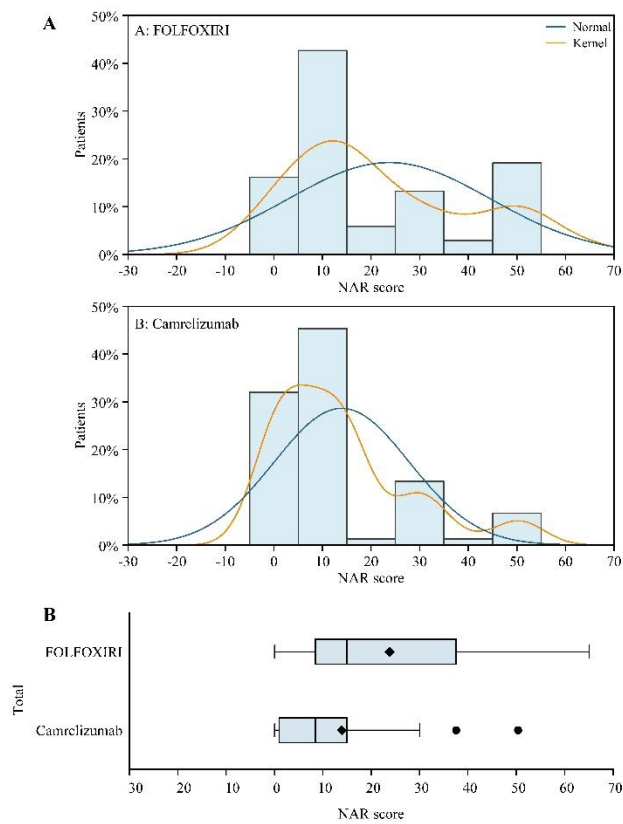 A
A: FOLFOXIRI
Normal
Kernel
50%
40%
30%
20%
10%
0%
Patients
-30 -20 -10 0 10 20 30 40 50 60 70
NAR score
B: Camrelizumab
50%
40%
30%
20%
10%
0%
Patients
-30 -20 -10 0 10 20 30 40 50 60 70
NAR score
B
FOLFOXIRI
Total
Camrelizumab
30 20 10 0 10 20 30 40 50 60 70
NAR score